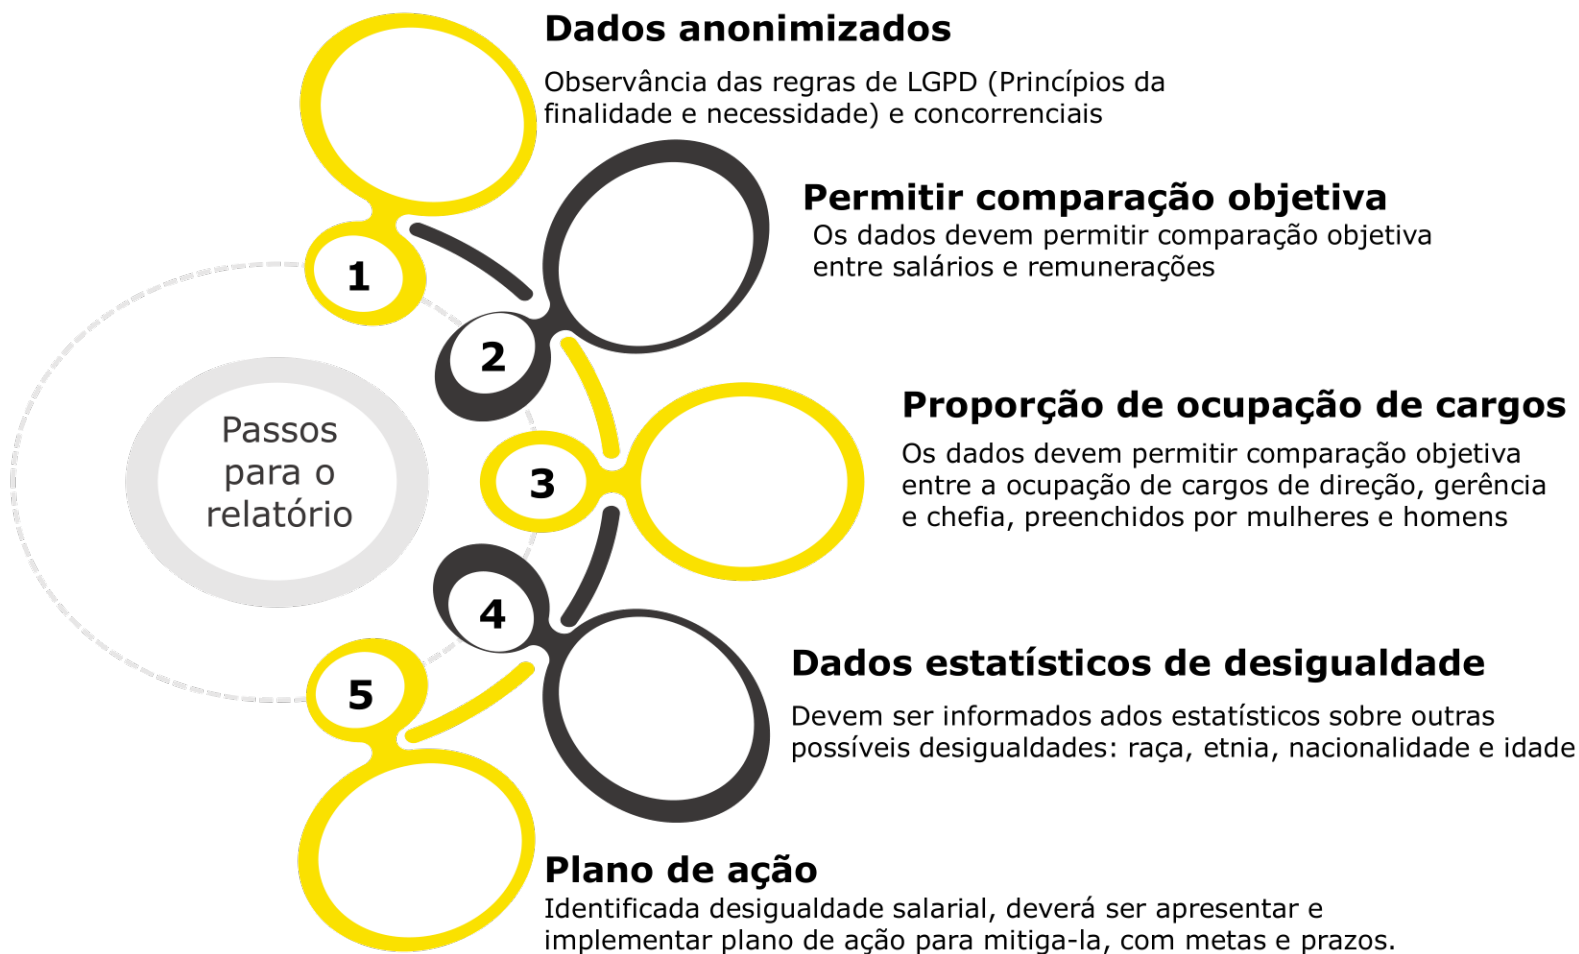 Dados anonimizados
Observância das regras de LGPD (Princípios da
finalidade e necessidade) e concorrenciais
1
Permitir comparação objetiva
Os dados devem permitir comparação objetiva
entre salários e remunerações
2
Passos
para o
relatório
3
Proporção de ocupação de cargos
Os dados devem permitir comparação objetiva
entre a ocupação de cargos de direção, gerência
e chefia, preenchidos por mulheres e homens
4
Dados estatísticos de desigualdade
Devem ser informados ados estatísticos sobre outras
possíveis desigualdades: raça, etnia, nacionalidade e idade
5
Plano de ação
Identificada desigualdade salarial, deverá ser apresentar e
implementar plano de ação para mitiga-la, com metas e prazos.